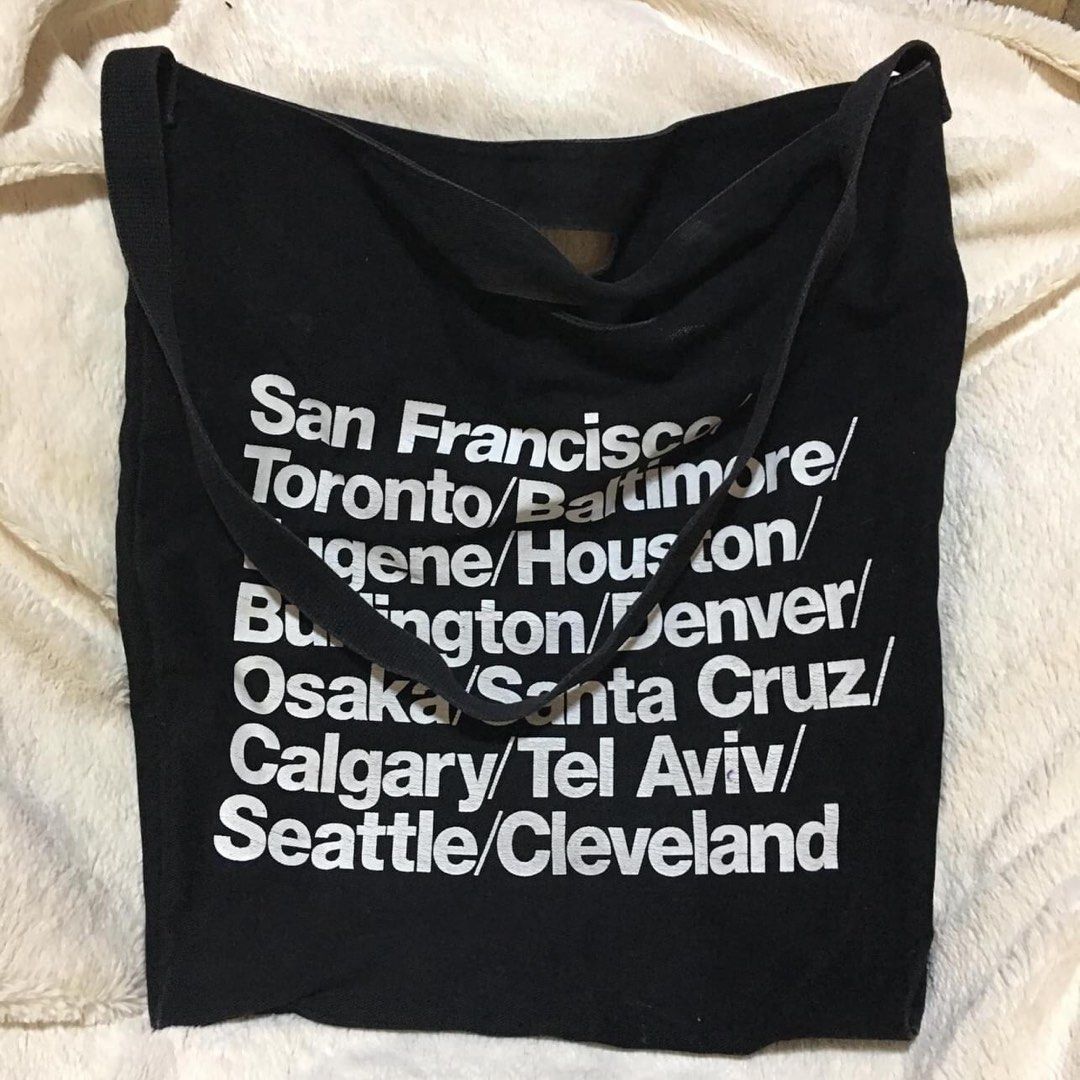 San Francisco/
Toronto/Baltimore/
Eugene/Houston/
Burlington/Denver/
Osaka/Santa Cruz/
Calgary/Tel Aviv/
Seattle/Cleveland